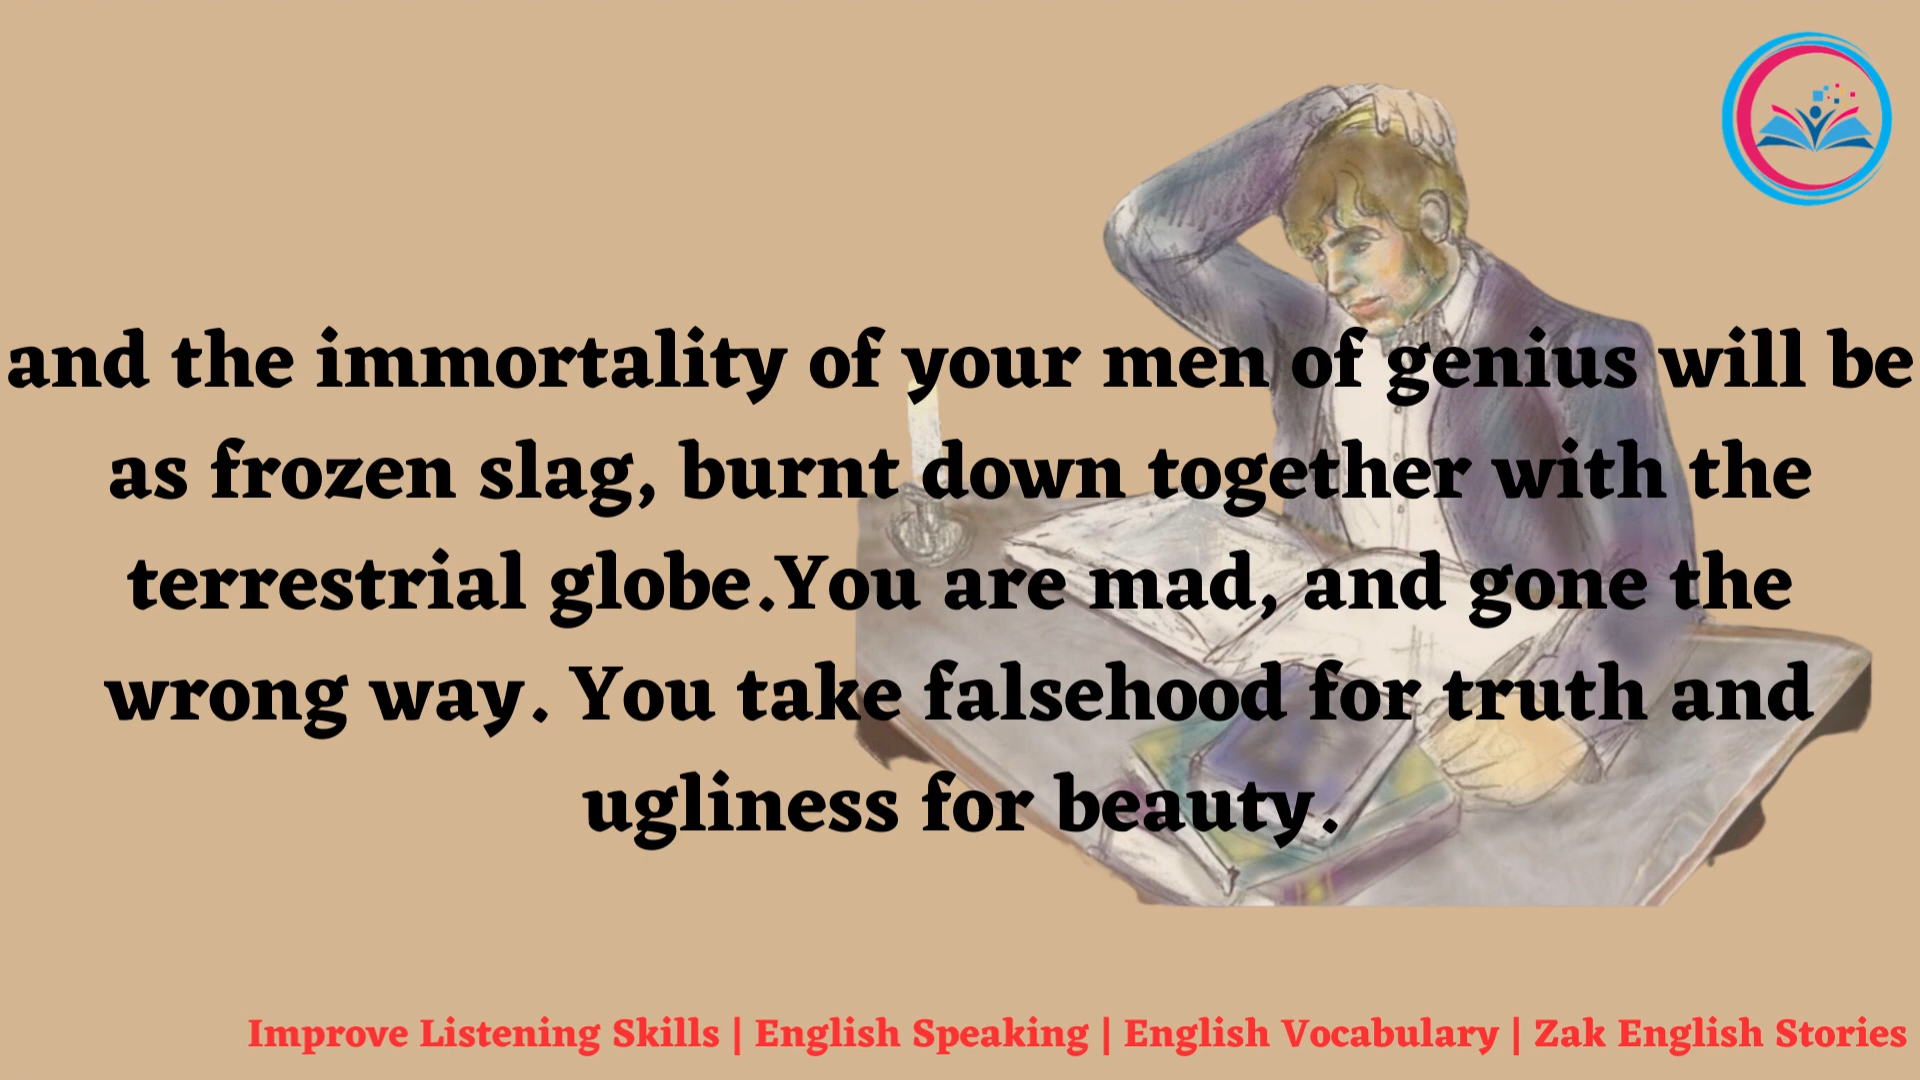 and the immortality of your men of genius will be
as frozen slag, burnt down together with the
terrestrial globe.You are mad, and gone the
wrong way. You take falsehood for truth and
ugliness for beauty.
Improve Listening Skills | English Speaking | English Vocabulary | Zak English Stories